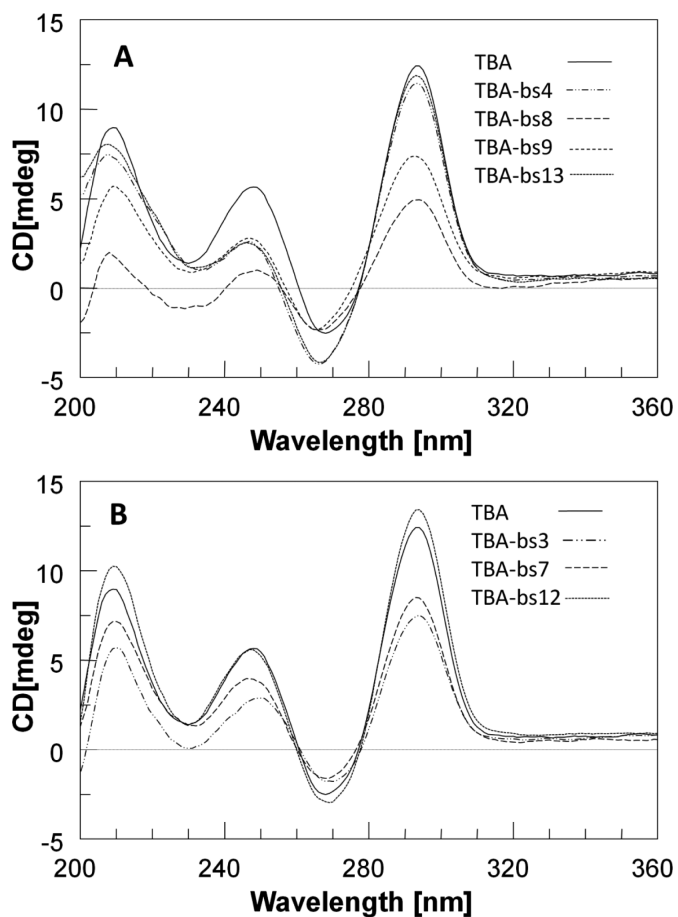 15
A
TBA
TBA-bs4
TBA-bs8
TBA-bs9
TBA-bs13
10
5
0
-5
CD[mdeg]
200 240 280 320 360
Wavelength [nm]
15
B
TBA
TBA-bs3
TBA-bs7
TBA-bs12
10
5
0
-5
CD[mdeg]
200 240 280 320 360
Wavelength [nm]